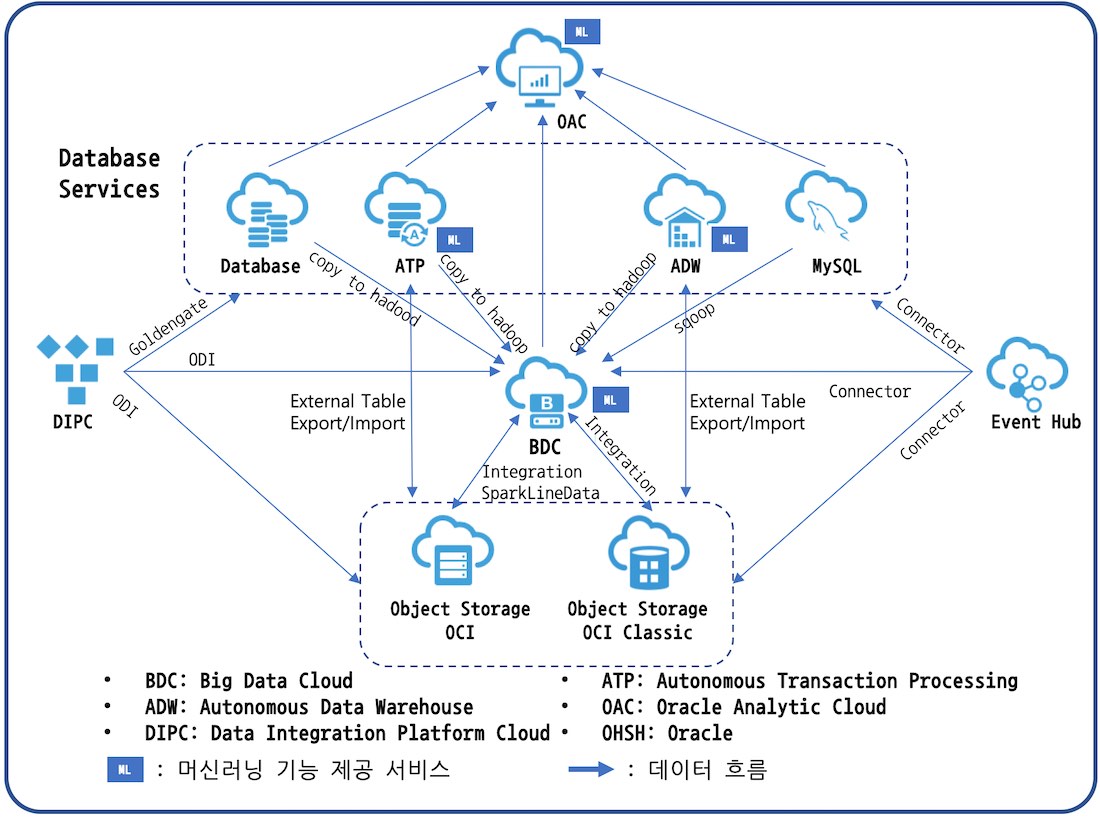 ML
OAC
Database
Services
ML
ML
A
Database
ATP
ADW
MySQL
copy to hadood
copy to hadoop
copy to hadoop
sqoop
Goldengate
Connector
ODI
ODI
Connector
Connector
DIPC
Event Hub
External Table
Export/Import
External Table
Export/Import
B
ML
BDC
Integration
SparkLineData
Integration
Object Storage
OCI
Object Storage
OCI Classic
• BDC: Big Data Cloud
• ADW: Autonomous Data Warehouse
• DIPC: Data Integration Platform Cloud
• ATP: Autonomous Transaction Processing
• OAC: Oracle Analytic Cloud
• OHSH: Oracle
ML : 머신러닝 기능 제공 서비스
: 데이터 흐름